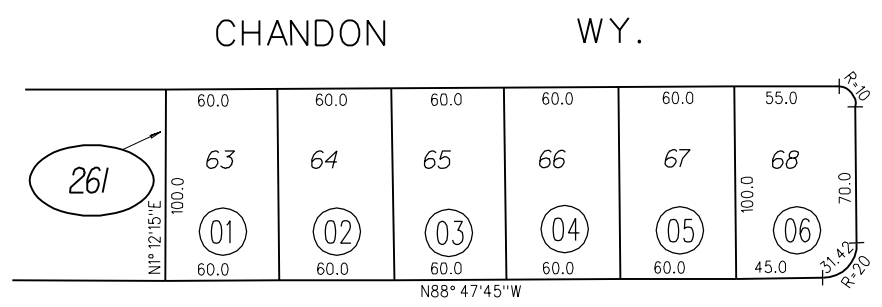 CHANDON WY.
60.0 60.0 60.0 60.0 60.0 55.0 R=10
261 63 64 65 66 67 68
100.0 100.0 70.0
N1° 12'15"E
01 02 03 04 05 06
60.0 60.0 60.0 60.0 60.0 45.0 31.42 R=20
N88° 47'45"W